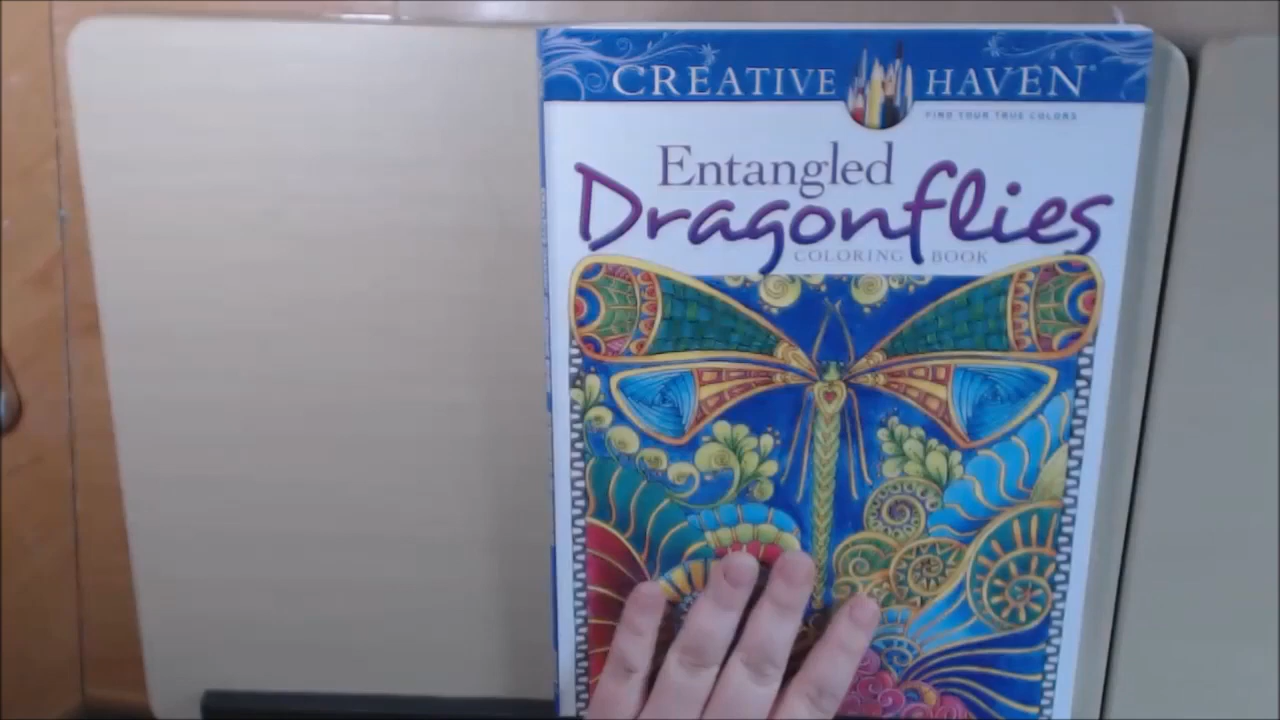 CREATIVE HAVEN®
FIND YOUR TRUE COLORS
Entangled
Dragonflies
COLORING BOOK